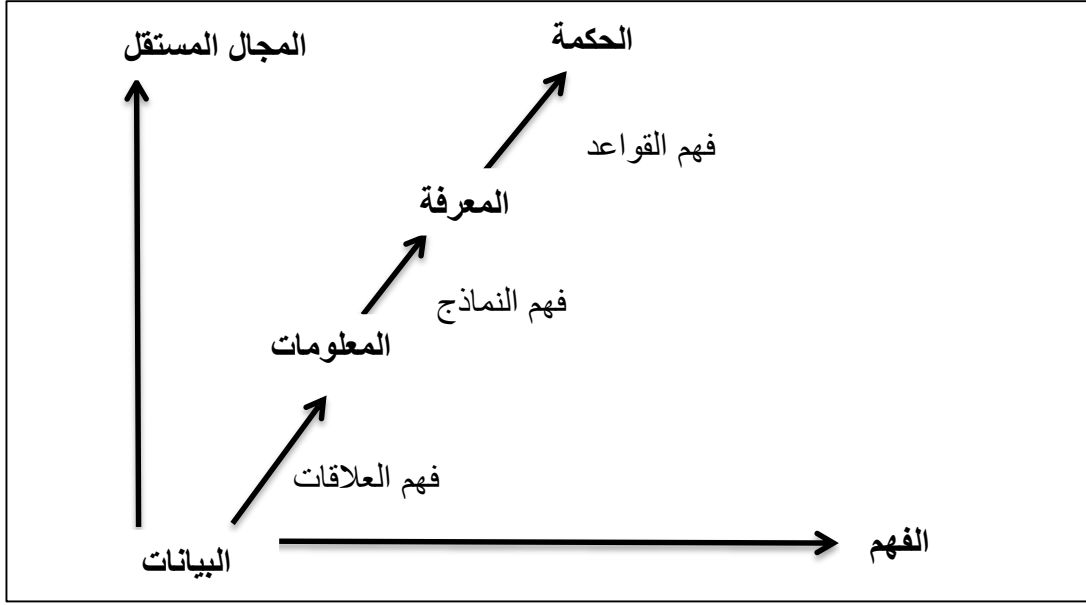 المجال المستقل
الحكمة
فهم القواعد
المعرفة
فهم النماذج
المعلومات
فهم العلاقات
الفهم
البيانات